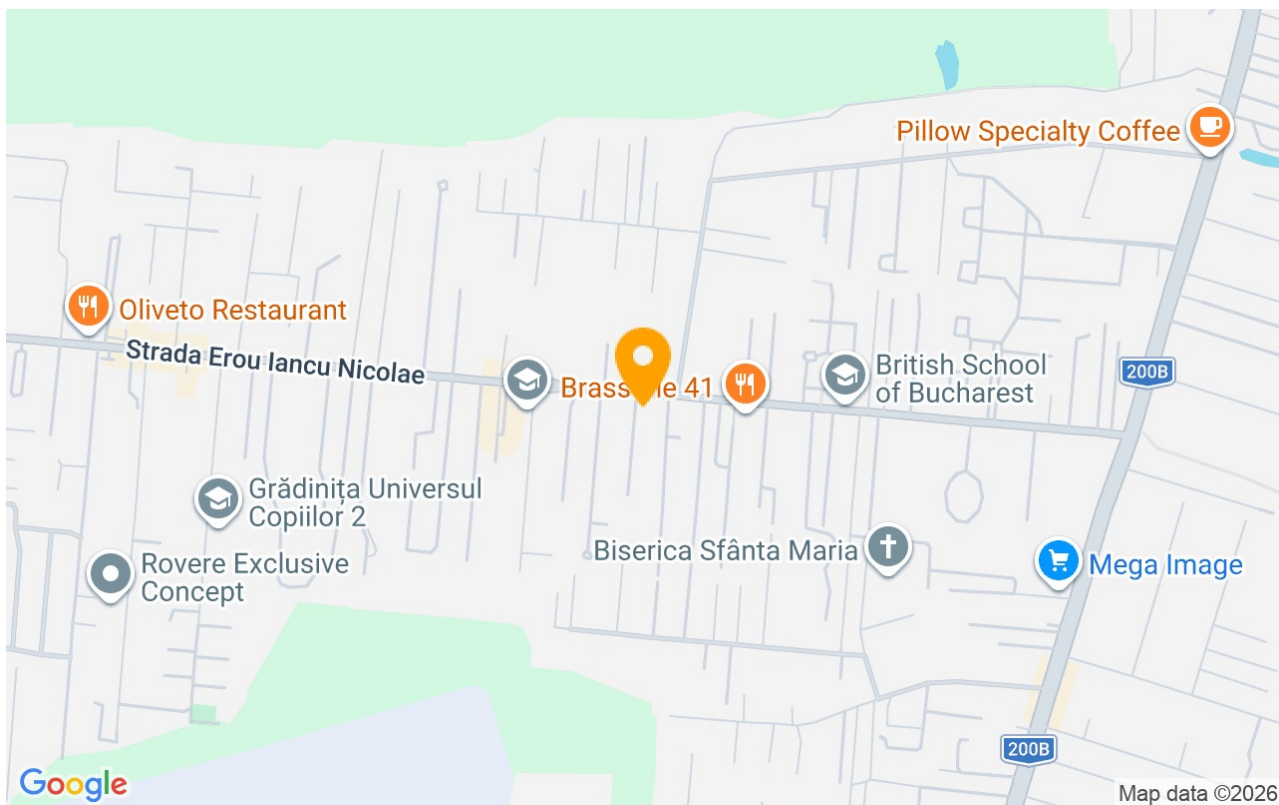 Pillow Specialty Coffee
Oliveto Restaurant
Strada Erou Iancu Nicolae
British School
of Bucharest
200B
41
Grădinița Universul
Copiilor 2
Biserica Sfânta Maria
Rovere Exclusive
Concept
Mega Image
200B
Google
Map data ©2026